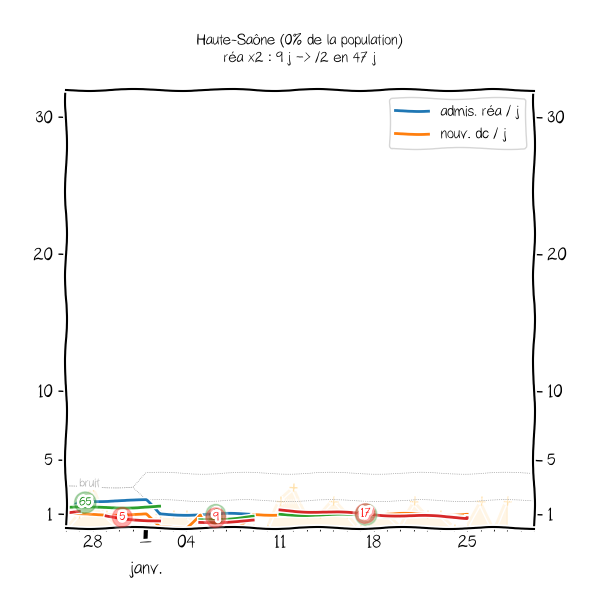 Haute-Saône (0% de la population)
réa x2 : 9 j -> /2 en 47 j
admis. réa / j
nouv. dc / j
30 30
20 20
10 10
5 5
bruit
65 5 9 17
1 1
28 1 04 11 18 25
janv.